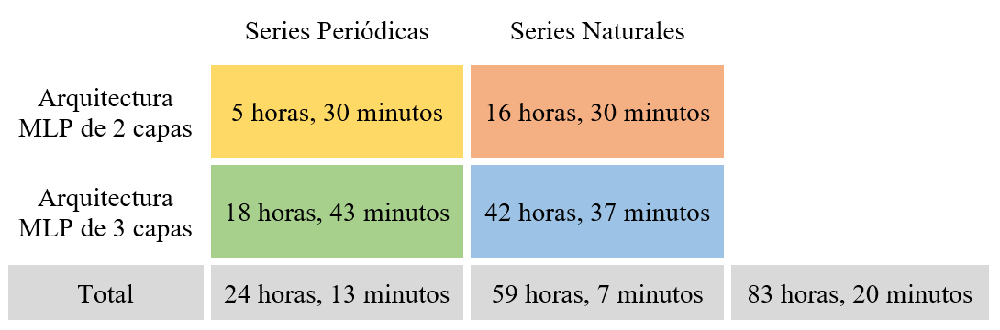 Series Periódicas Series Naturales
Arquitectura
MLP de 2 capas
5 horas, 30 minutos 16 horas, 30 minutos
Arquitectura
MLP de 3 capas
18 horas, 43 minutos 42 horas, 37 minutos
Total 24 horas, 13 minutos 59 horas, 7 minutos 83 horas, 20 minutos